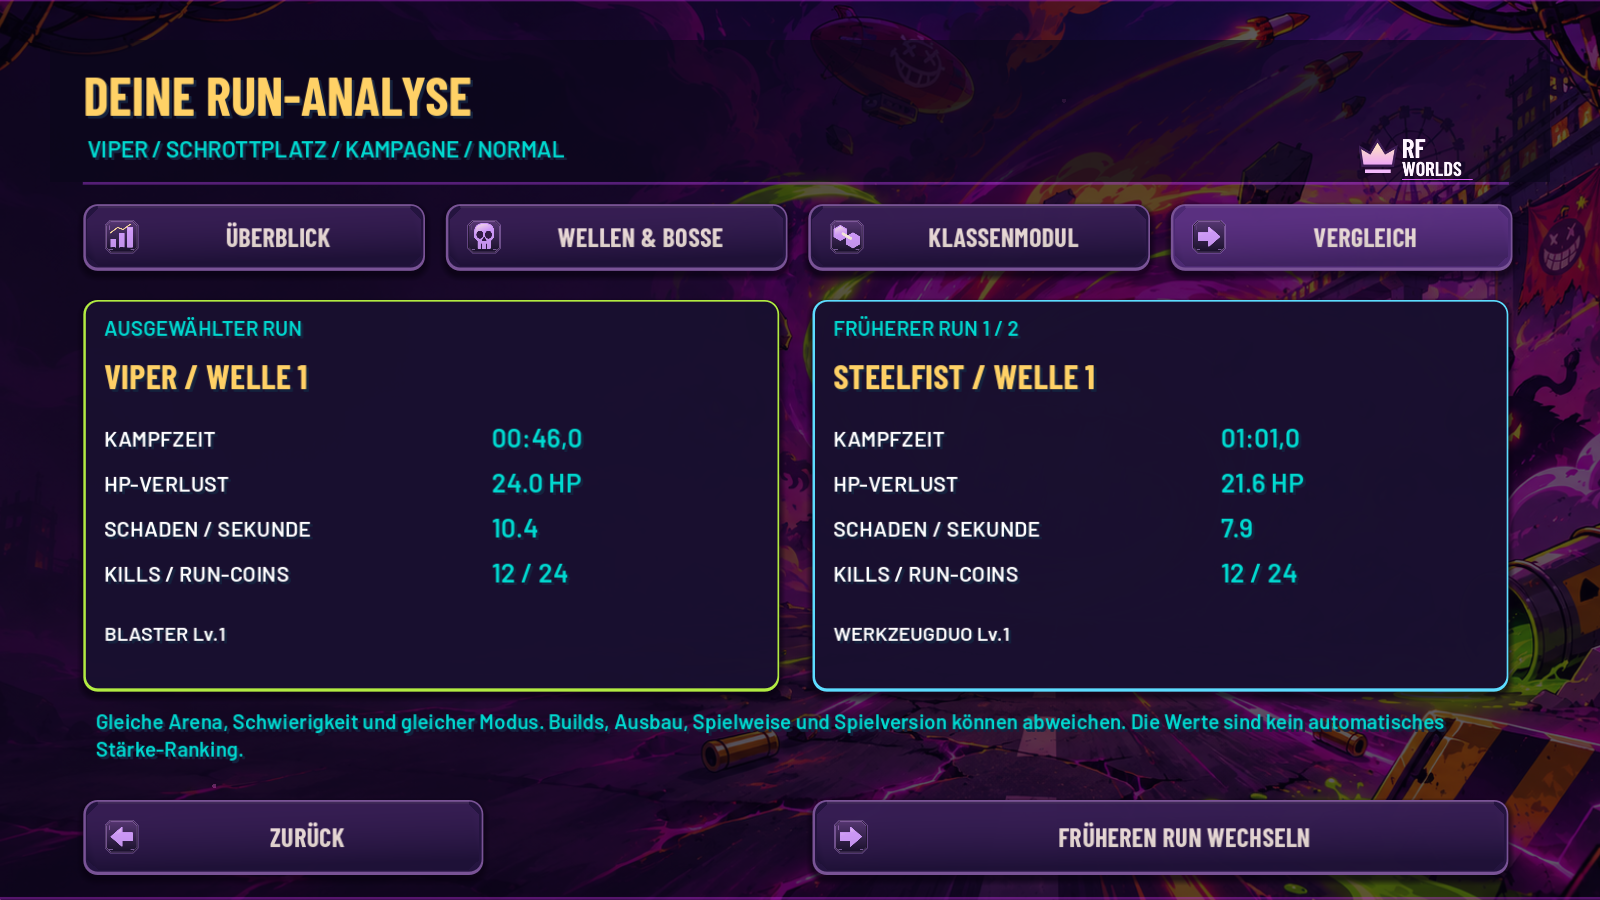 DEINE RUN-ANALYSE
VIPER / SCHROTTPLATZ / KAMPAGNE / NORMAL
RF
WORLDS
ÜBERBLICK
WELLEN & BOSSE
KLASSENMODUL
VERGLEICH
AUSGEWÄHLTER RUN
VIPER / WELLE 1
KAMPFZEIT 00:46,0
HP-VERLUST 24.0 HP
SCHADEN / SEKUNDE 10.4
KILLS / RUN-COINS 12 / 24
BLASTER Lv.1
FRÜHERER RUN 1 / 2
STEELFIST / WELLE 1
KAMPFZEIT 01:01,0
HP-VERLUST 21.6 HP
SCHADEN / SEKUNDE 7.9
KILLS / RUN-COINS 12 / 24
WERKZEUGDUO Lv.1
Gleiche Arena, Schwierigkeit und gleicher Modus. Builds, Ausbau, Spielweise und Spielversion können abweichen. Die Werte sind kein automatisches
Stärke-Ranking.
ZURÜCK
FRÜHEREN RUN WECHSELN